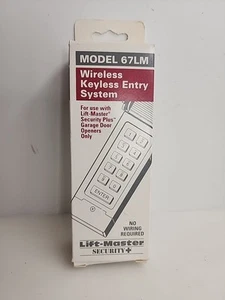 MODEL 67LM
Wireless
Keyless Entry
System
For use with
Lift-Master®
Security Plus™
Garage Door
Openers
Only
ENTER
NO
WIRING
REQUIRED
Lift-Master
SECURITY+